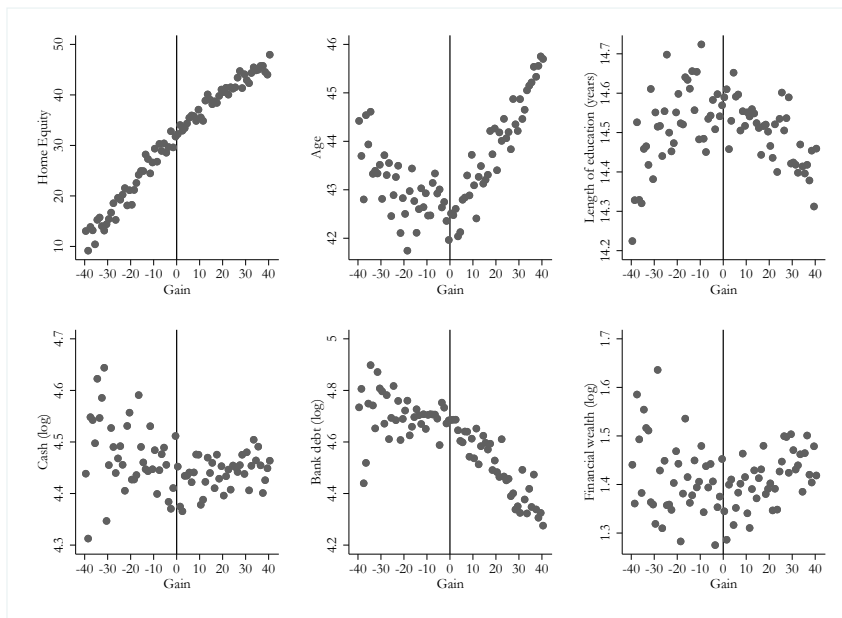 Home Equity
50
40
30
20
10
-40 -30 -20 -10 0 10 20 30 40
Gain
Age
46
45
44
43
42
-40 -30 -20 -10 0 10 20 30 40
Gain
Length of education (years)
14.7
14.6
14.5
14.4
14.3
14.2
-40 -30 -20 -10 0 10 20 30 40
Gain
Cash (log)
4.7
4.6
4.5
4.4
4.3
-40 -30 -20 -10 0 10 20 30 40
Gain
Bank debt (log)
5
4.8
4.6
4.4
4.2
-40 -30 -20 -10 0 10 20 30 40
Gain
Financial wealth (log)
1.7
1.6
1.5
1.4
1.3
-40 -30 -20 -10 0 10 20 30 40
Gain